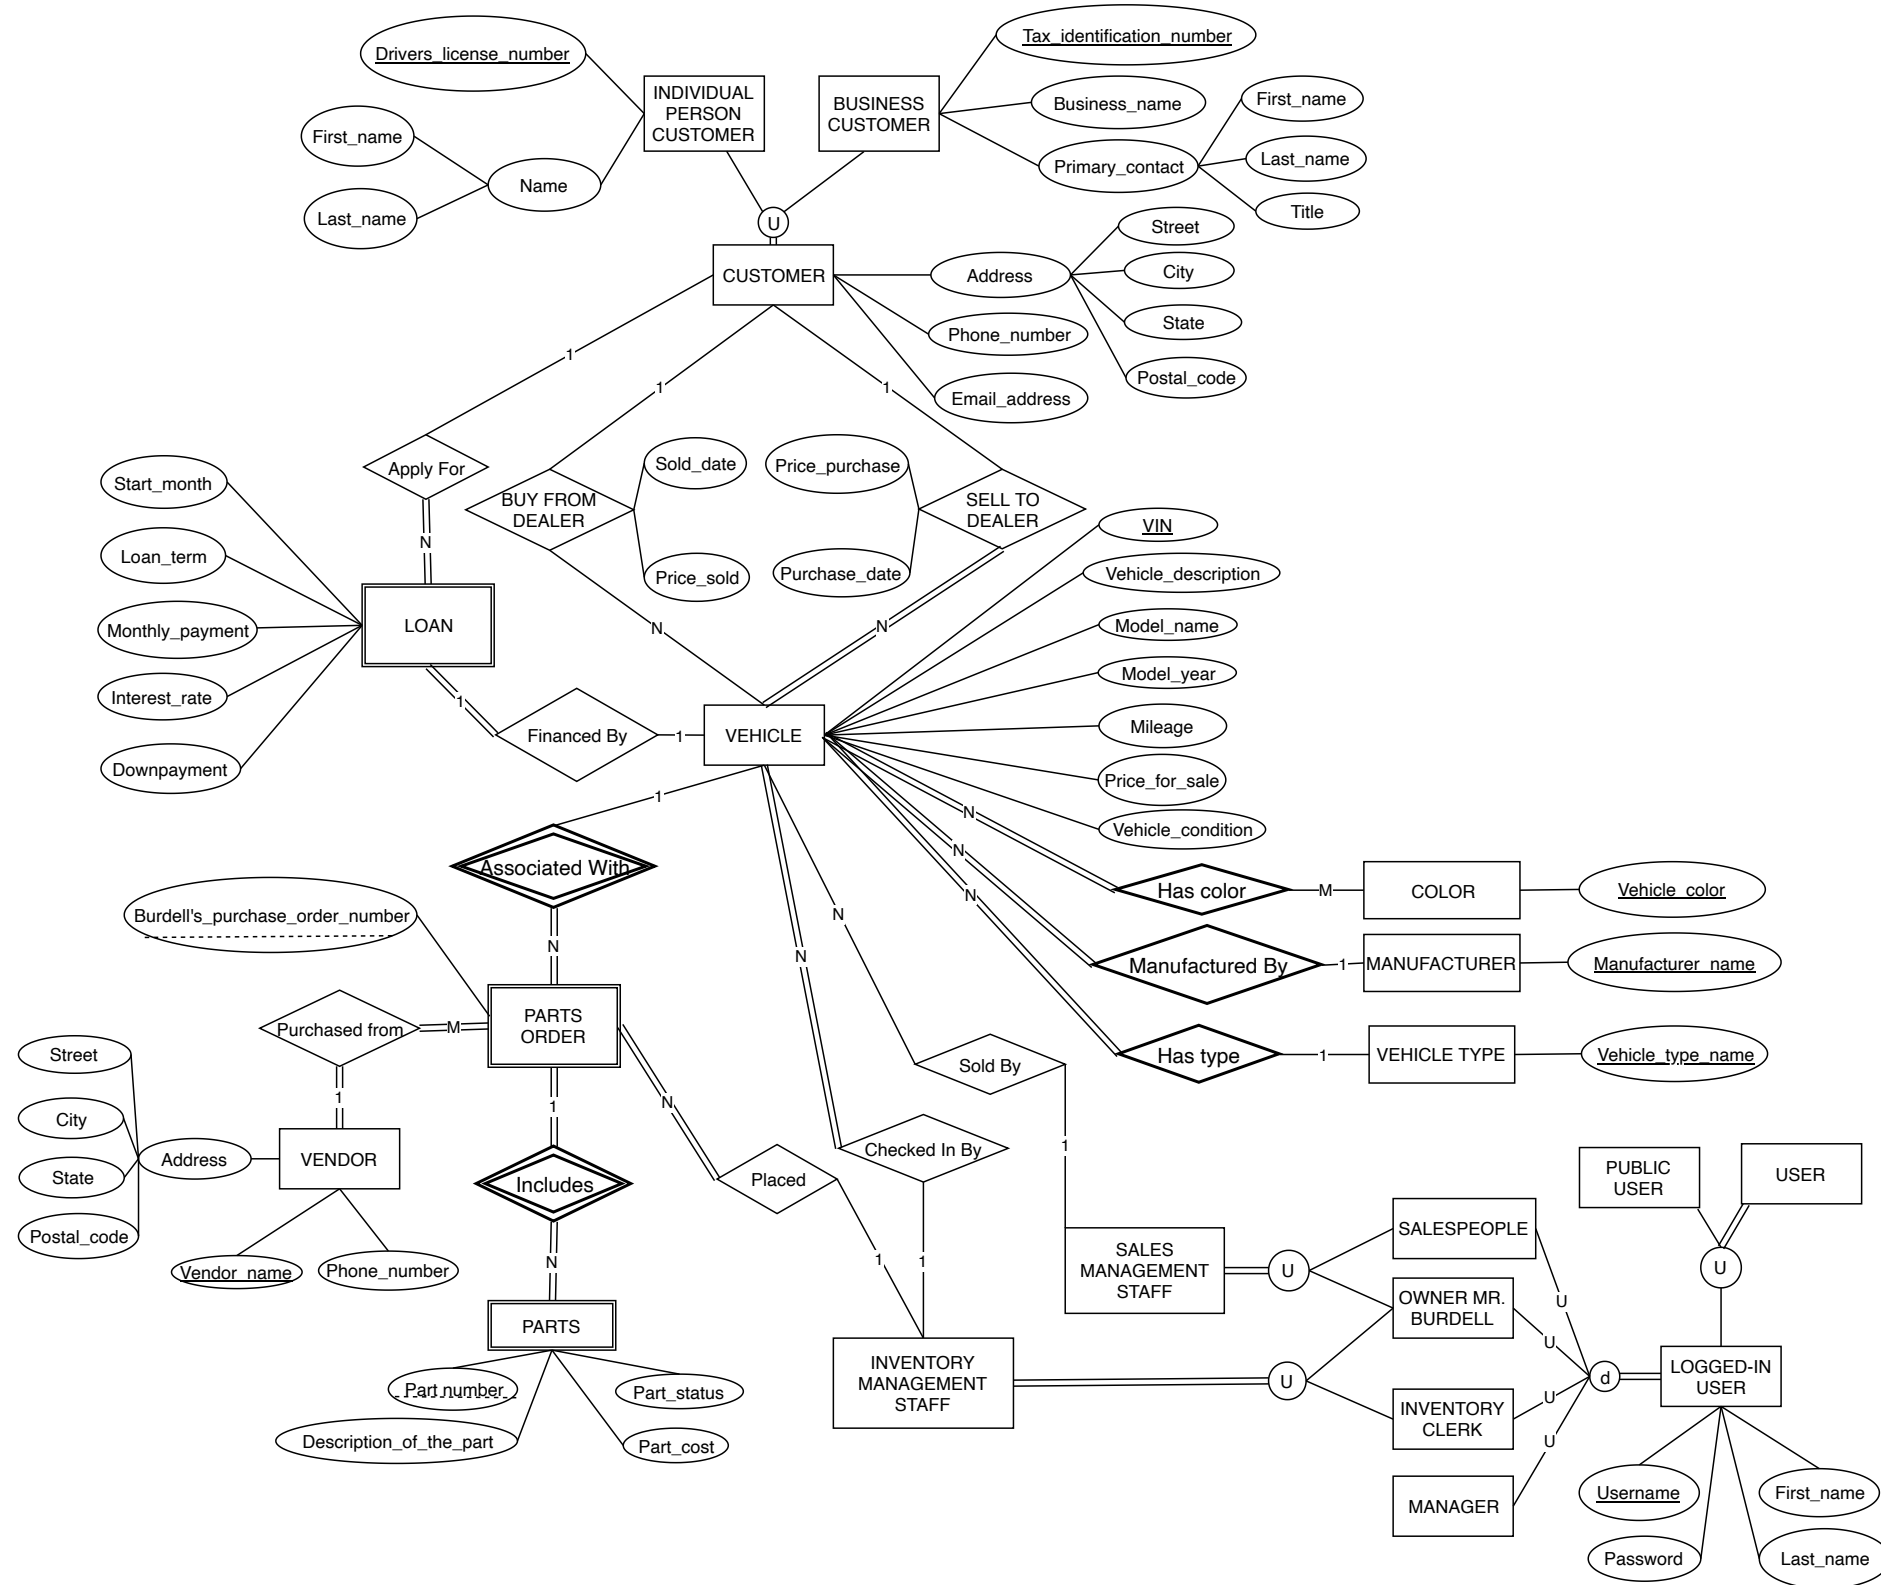 Drivers_license_number
Tax_identification_number
INDIVIDUAL
PERSON
CUSTOMER
BUSINESS
CUSTOMER
Business_name
First_name
First_name
Name
Last_name
Primary_contact
Last_name
Title
U
Street
CUSTOMER
Address
City
Phone_number
State
Email_address
Postal_code
1
1
1
Apply For
Sold_date
Price_purchase
BUY FROM
DEALER
SELL TO
DEALER
Price_sold
Purchase_date
N
N
N
Start_month
Loan_term
Monthly_payment
Interest_rate
Downpayment
LOAN
1
Financed By
1
VEHICLE
VIN
Vehicle_description
Model_name
Model_year
Mileage
Price_for_sale
Vehicle_condition
N
Has color
M
COLOR
Vehicle_color
N
Manufactured By
1
MANUFACTURER
Manufacturer_name
N
Has type
1
VEHICLE TYPE
Vehicle_type_name
1
Associated With
N
Burdell's_purchase_order_number
PARTS
ORDER
Purchased from
M
1
Street
City
State
Postal_code
Address
VENDOR
Vendor_name
Phone_number
1
Includes
N
PARTS
Part number
Part_status
Description_of_the_part
Part_cost
N
Placed
1
N
Checked In By
1
N
Sold By
1
INVENTORY
MANAGEMENT
STAFF
SALES
MANAGEMENT
STAFF
U
U
SALESPEOPLE
OWNER MR.
BURDELL
INVENTORY
CLERK
MANAGER
U
U
U
U
d
PUBLIC
USER
USER
U
LOGGED-IN
USER
Username
First_name
Password
Last_name